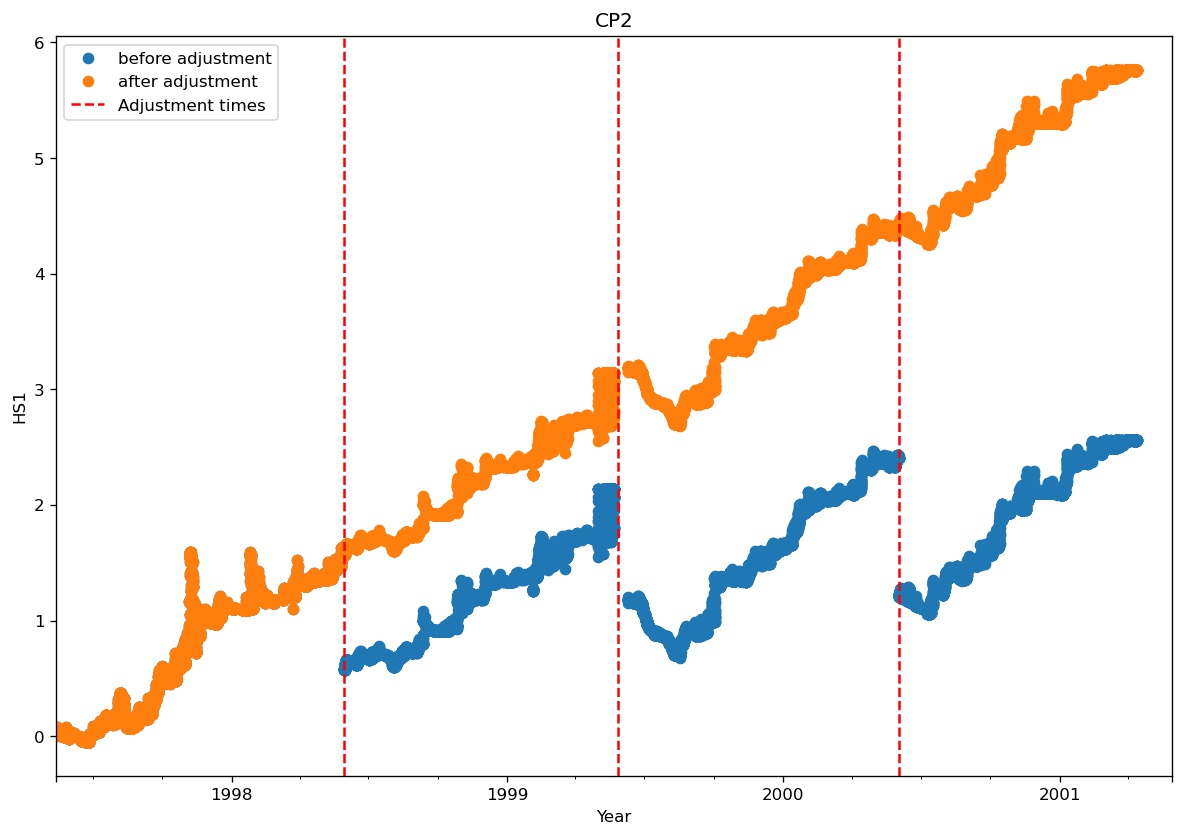 CP2
before adjustment
after adjustment
Adjustment times
6
5
4
3
2
1
0
HS1
1998 1999 2000 2001
Year